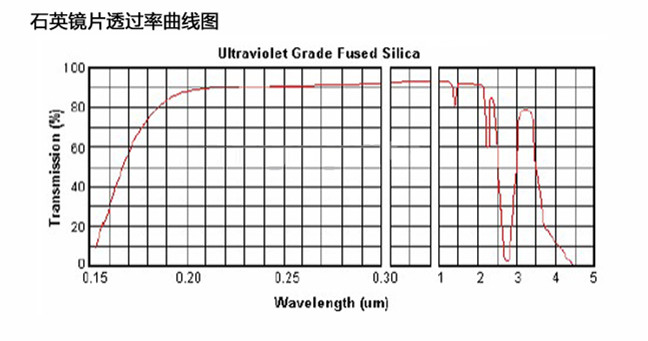 石英镜片透过率曲线图
Ultraviolet Grade Fused Silica
Transmission (%)
100
80
60
40
20
0
0.15 0.20 0.25 0.30 1 2 3 4 5
Wavelength (um)